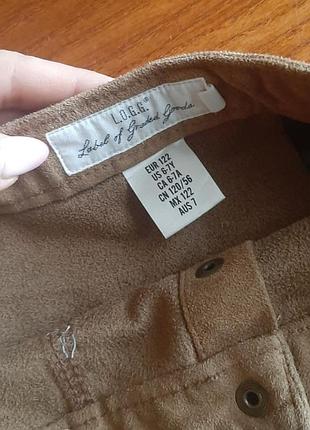 L.O.G.G.®
Label of Graded Goods
EUR 122
US 6-7Y
CA 6-7A
CN 120/56
MX 122
AUS 7